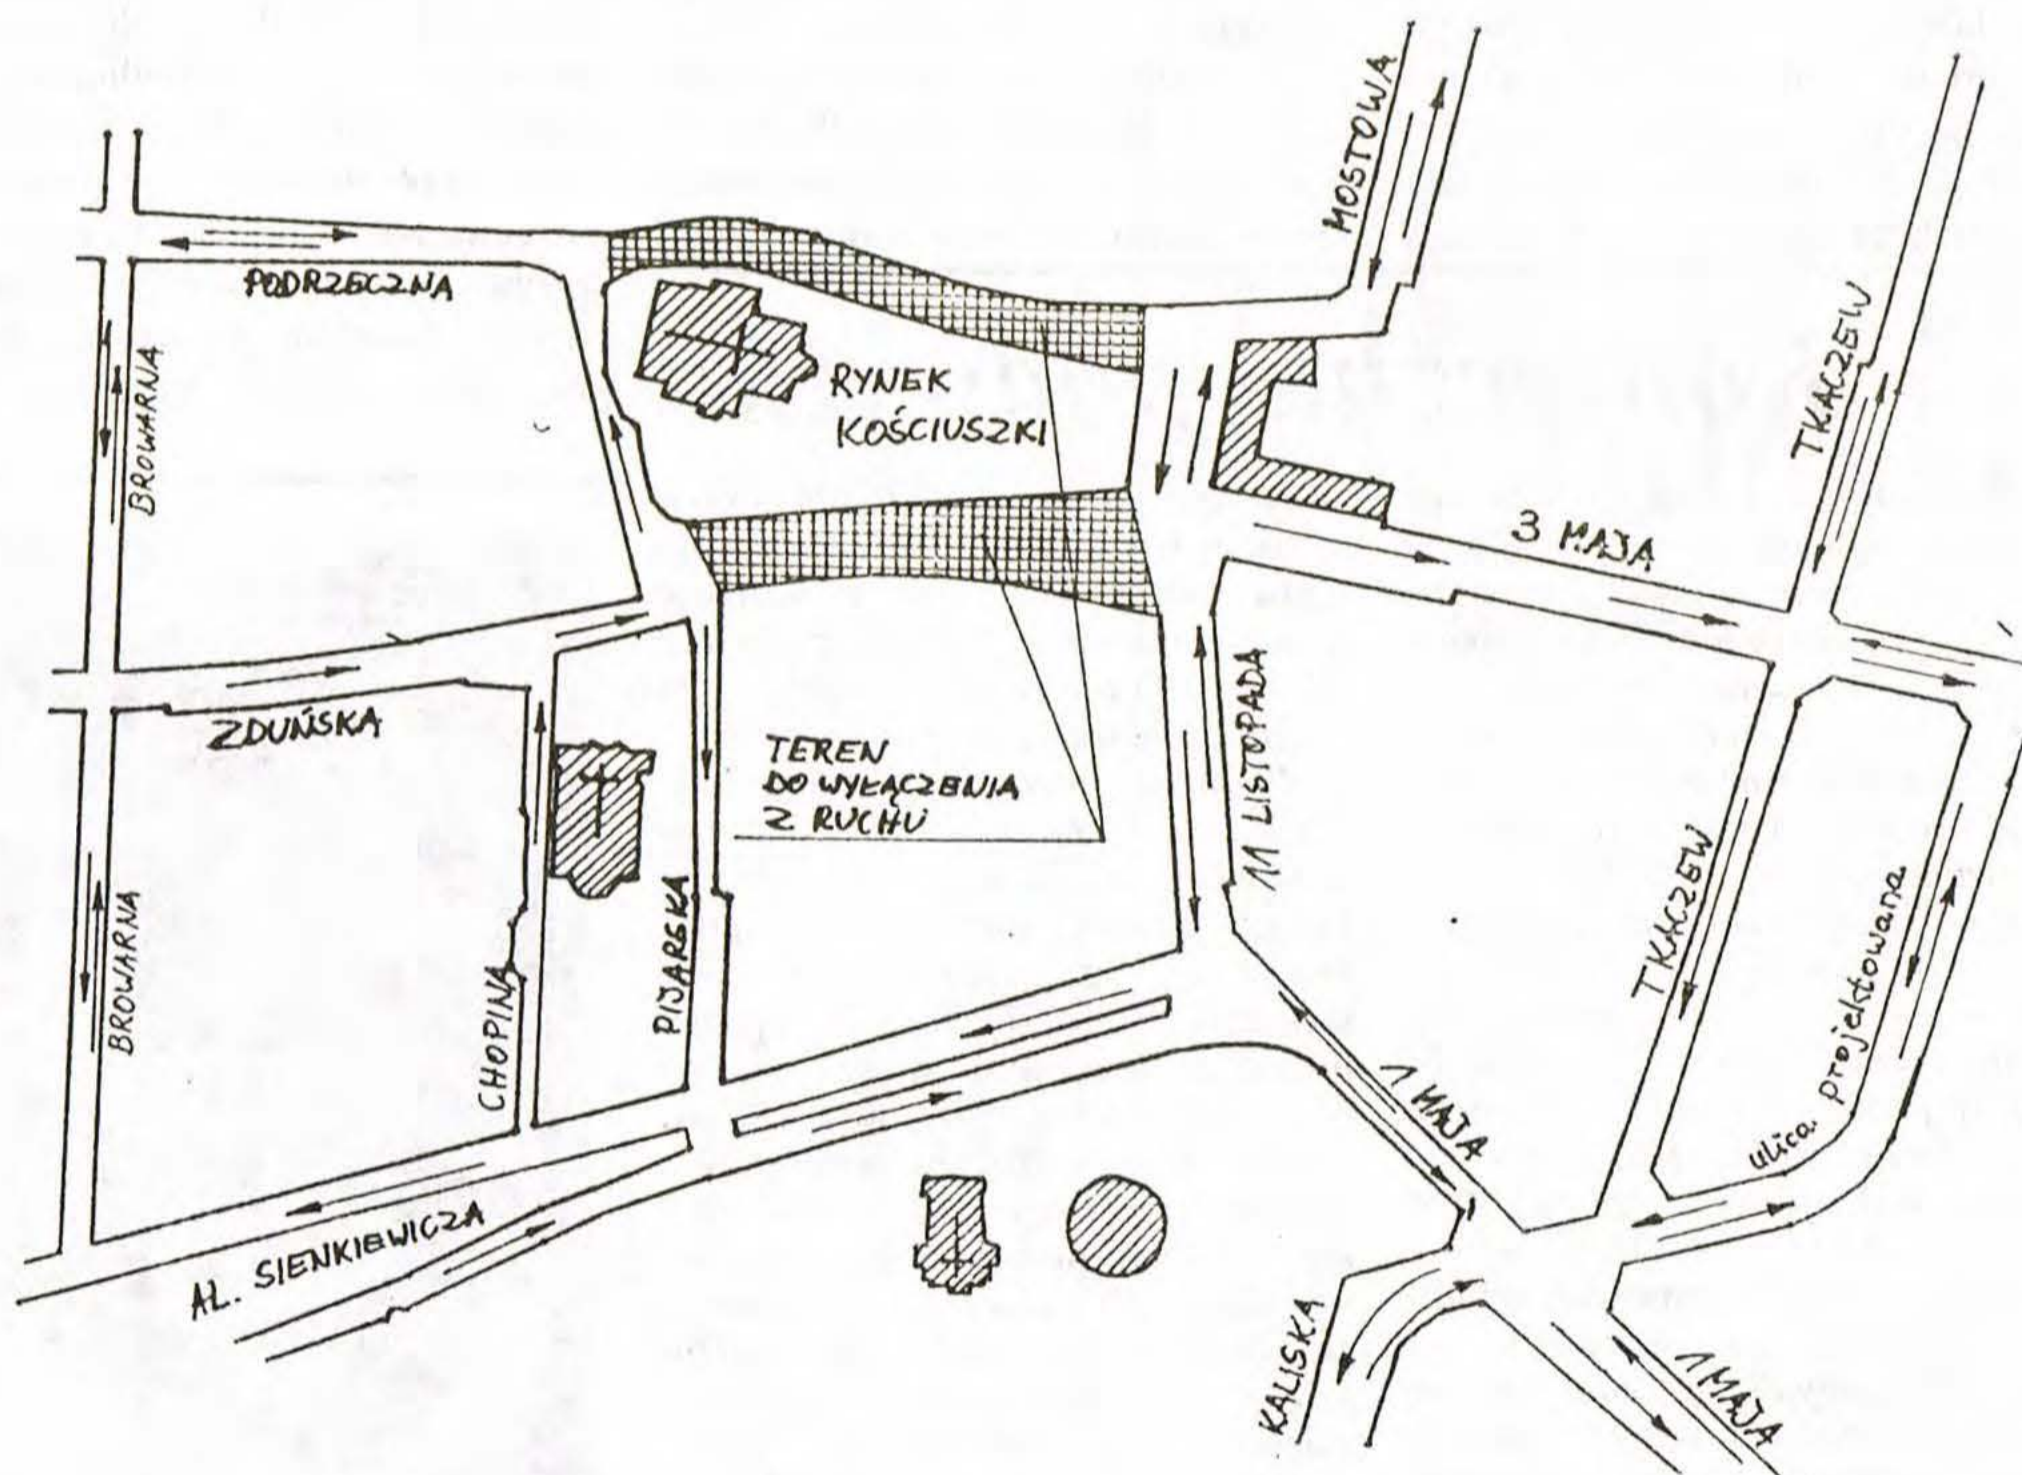 MOSTOWA
PODRZECZNA
TKACZEW
BROWARNA
RYNEK
KOŚCIUSZKI
3 MAJA
ZDUŃSKA
11 LISTOPADA
TEREN
DO WYŁĄCZENIA
Z RUCHU
TKACZEW
BROWARNA
CHOPINA
PIJARSKA
ulica projektowana
1 MAJA
AL. SIENKIEWICZA
KALISKA
1 MAJA